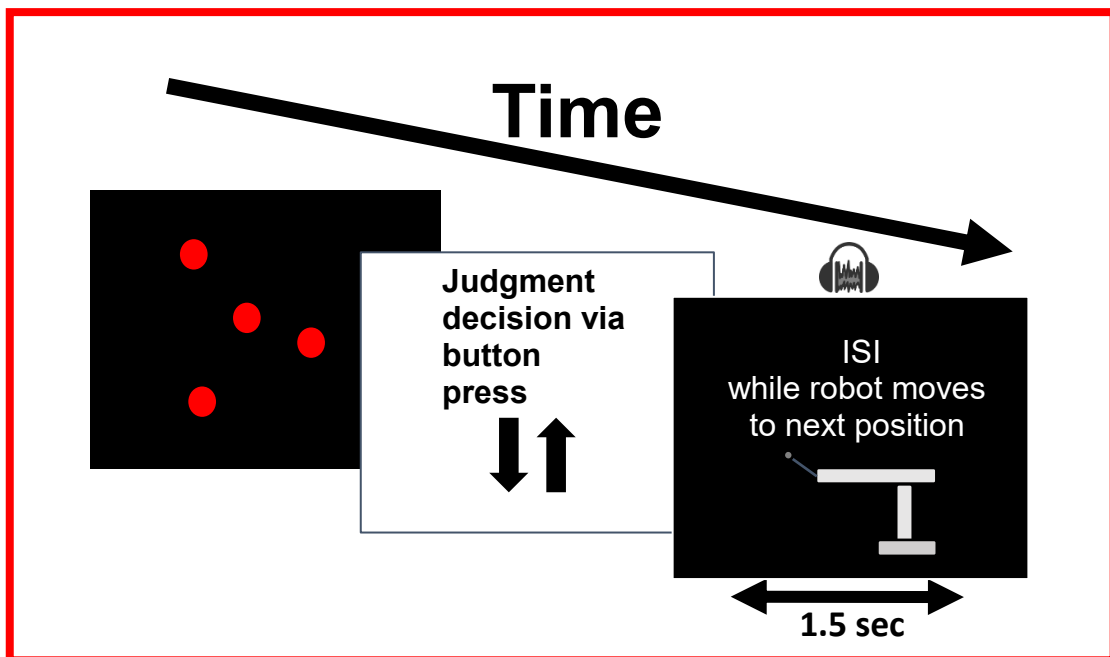 Time
Judgment
decision via
button
press
ISI
while robot moves
to next position
1.5 sec